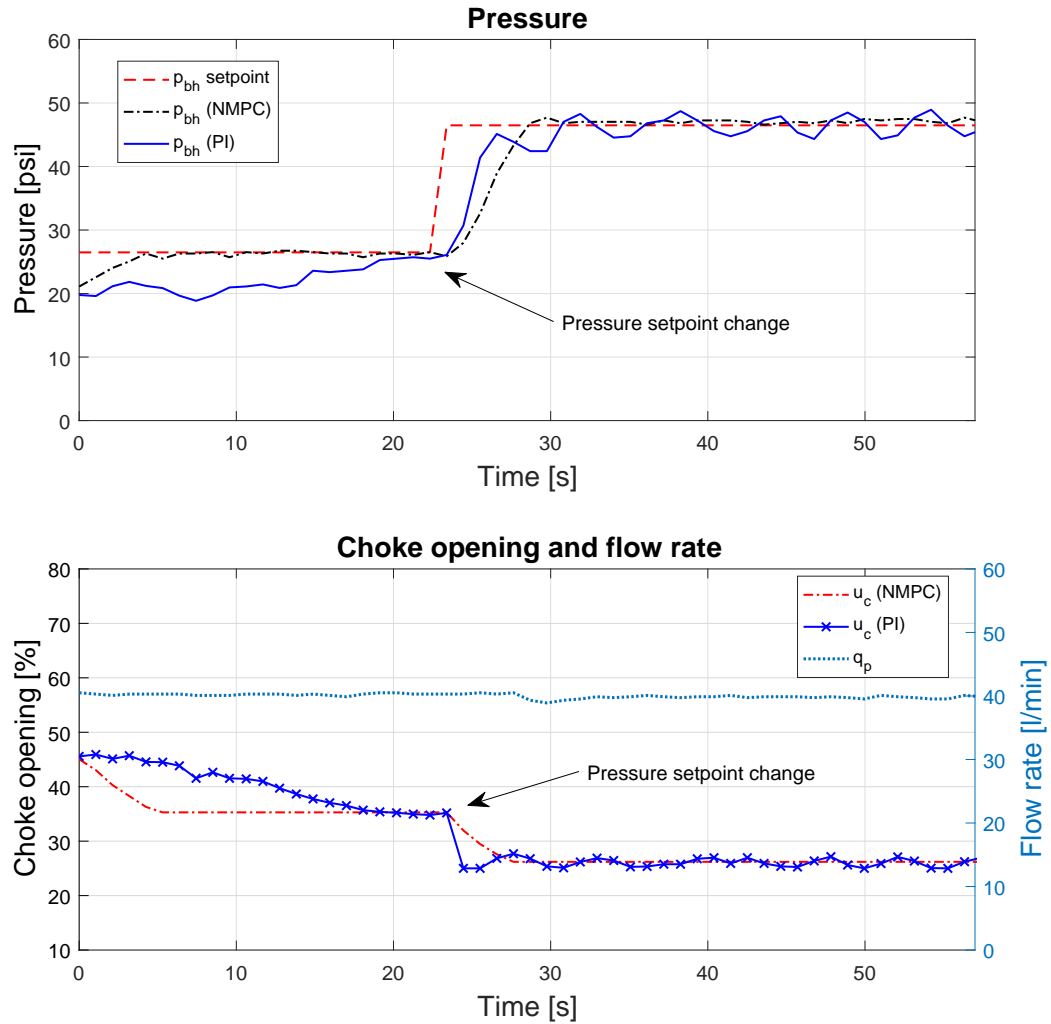 Pressure
60
50
40
30
20
10
0
Pressure [psi]
p_bh setpoint
p_bh (NMPC)
p_bh (PI)
Pressure setpoint change
0 10 20 30 40 50
Time [s]
Choke opening and flow rate
80
70
60
50
40
30
20
10
Choke opening [%]
u_c (NMPC)
u_c (PI)
q_p
Pressure setpoint change
60
50
40
30
20
10
0
Flow rate [l/min]
0 10 20 30 40 50
Time [s]